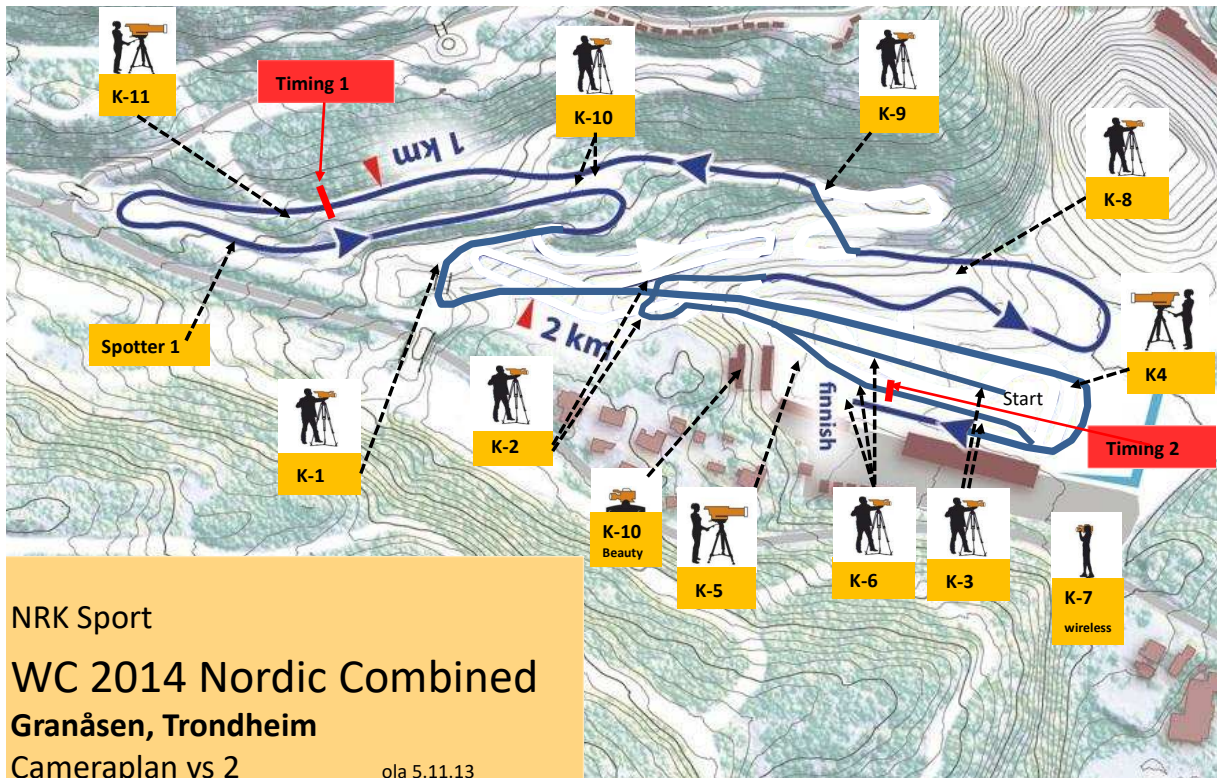 K-11
Timing 1
K-10
K-9
K-8
1 km
Spotter 1
2 km
K4
Start
finnish
K-1
K-2
Timing 2
K-10
Beauty
K-5
K-6
K-3
K-7
wireless
NRK Sport
WC 2014 Nordic Combined
Granåsen, Trondheim
Cameraplan vs 2 ola 5.11.13